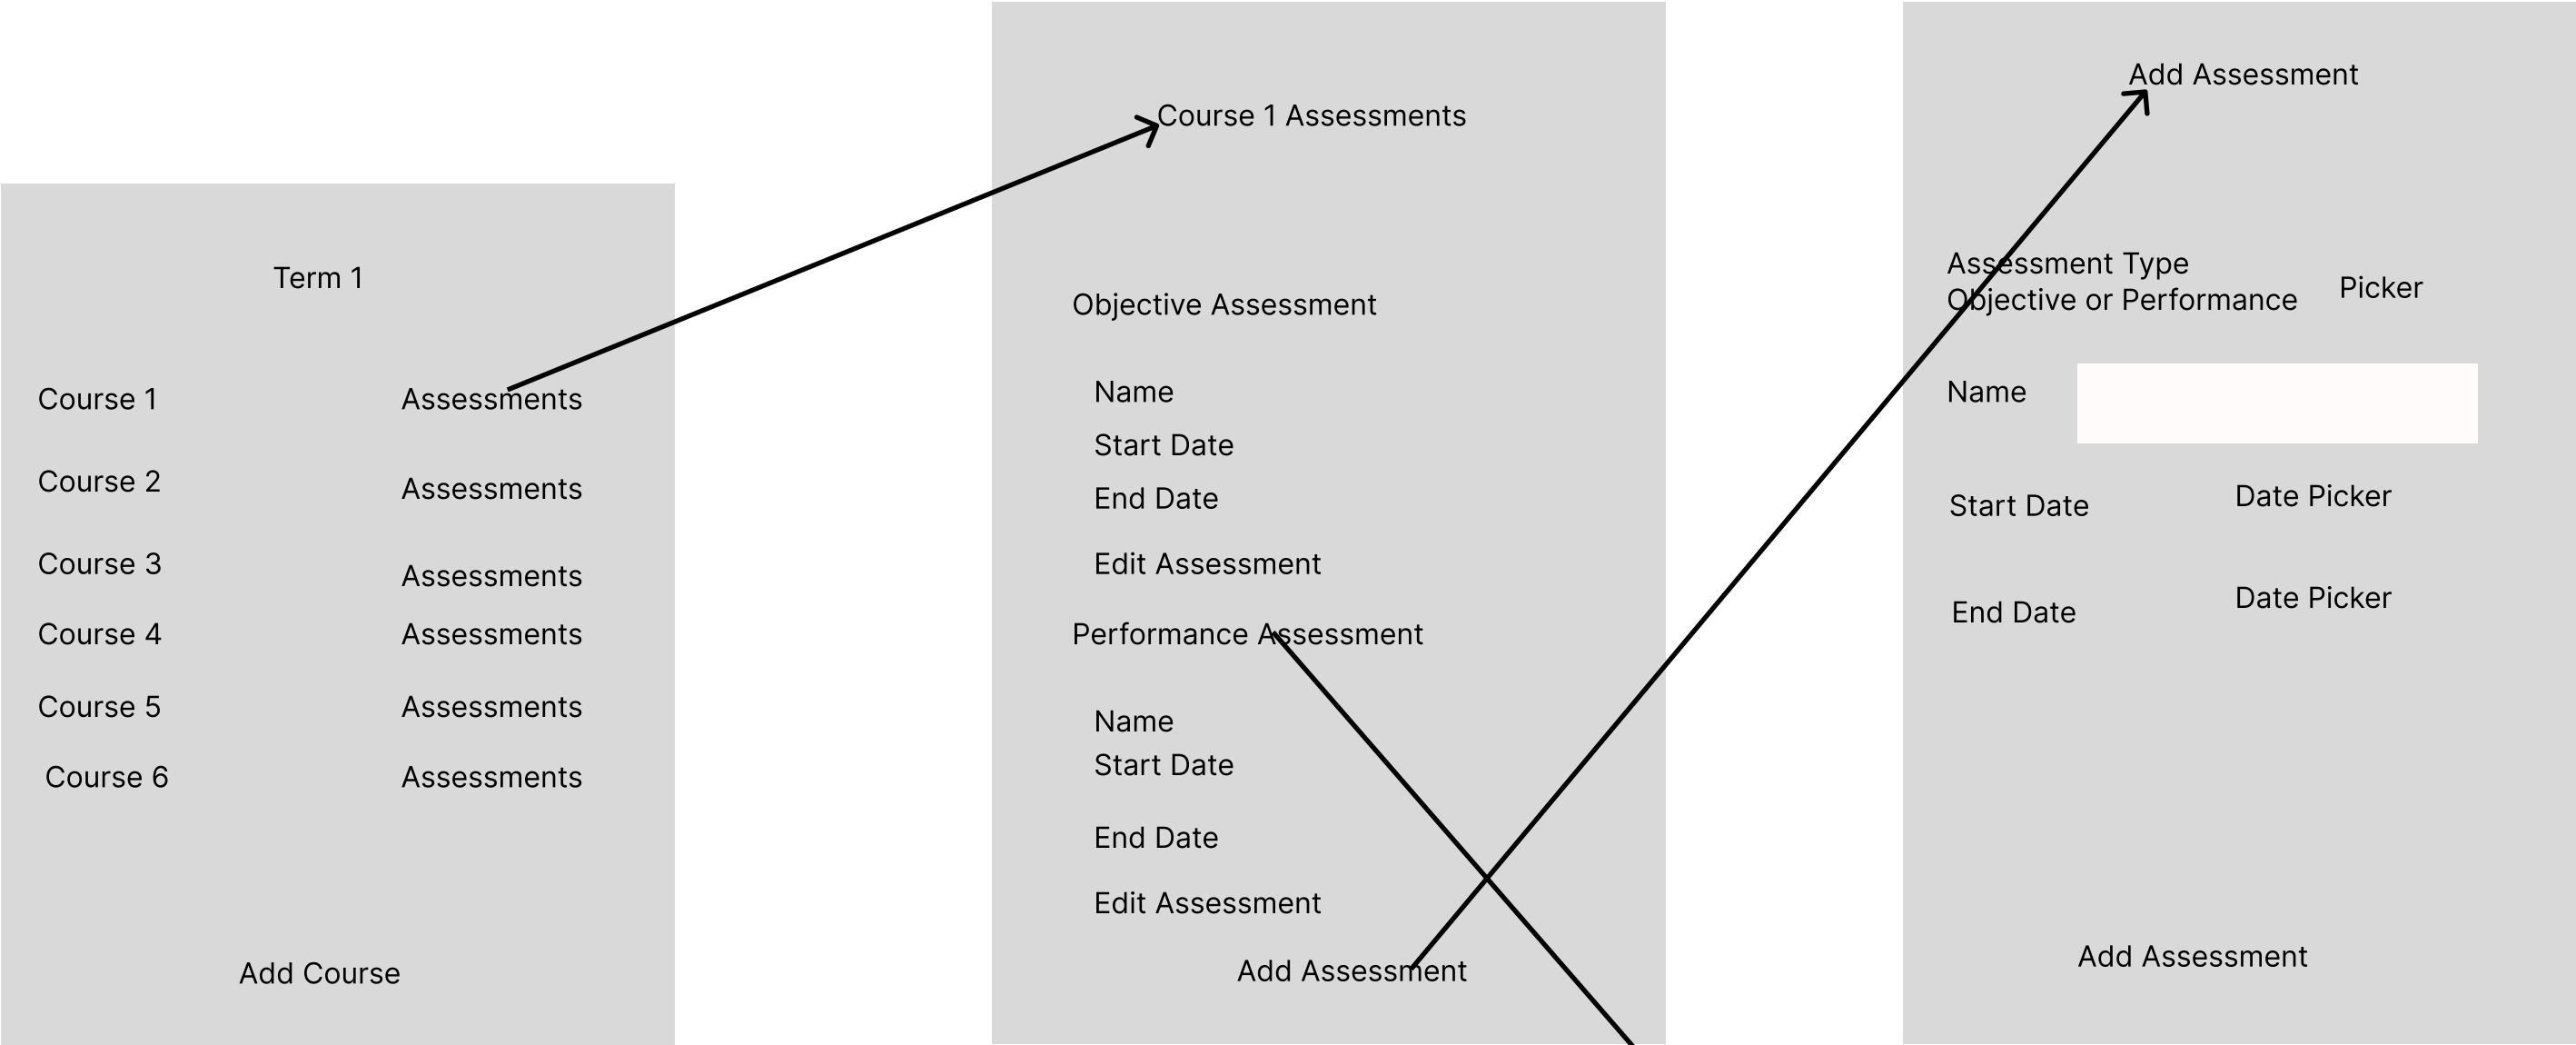 Term 1
Course 1 Assessments
Course 2 Assessments
Course 3 Assessments
Course 4 Assessments
Course 5 Assessments
Course 6 Assessments
Add Course
Course 1 Assessments
Objective Assessment
Name
Start Date
End Date
Edit Assessment
Performance Assessment
Name
Start Date
End Date
Edit Assessment
Add Assessment
Add Assessment
Assessment Type
Objective or Performance Picker
Name
Start Date Date Picker
End Date Date Picker
Add Assessment